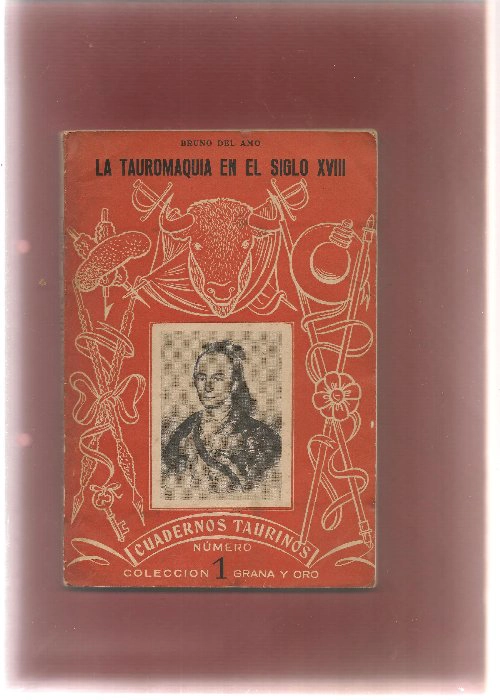 BRUNO DEL AMO
LA TAUROMAQUIA EN EL SIGLO XVIII
CUADERNOS TAURINOS
NÚMERO
COLECCION 1 GRANA Y ORO